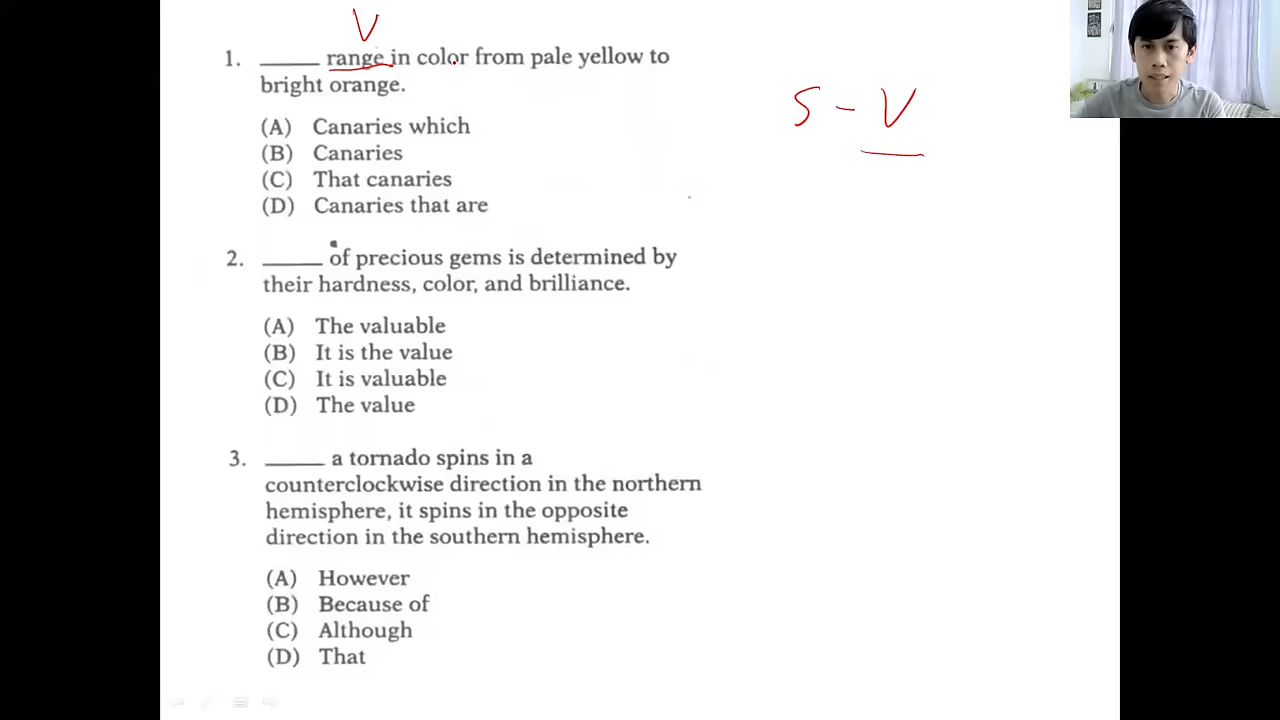 V
1. _____ range in color from pale yellow to
bright orange.
(A) Canaries which
(B) Canaries
(C) That canaries
(D) Canaries that are
S - V
2. _____ of precious gems is determined by
their hardness, color, and brilliance.
(A) The valuable
(B) It is the value
(C) It is valuable
(D) The value
3. _____ a tornado spins in a
counterclockwise direction in the northern
hemisphere, it spins in the opposite
direction in the southern hemisphere.
(A) However
(B) Because of
(C) Although
(D) That